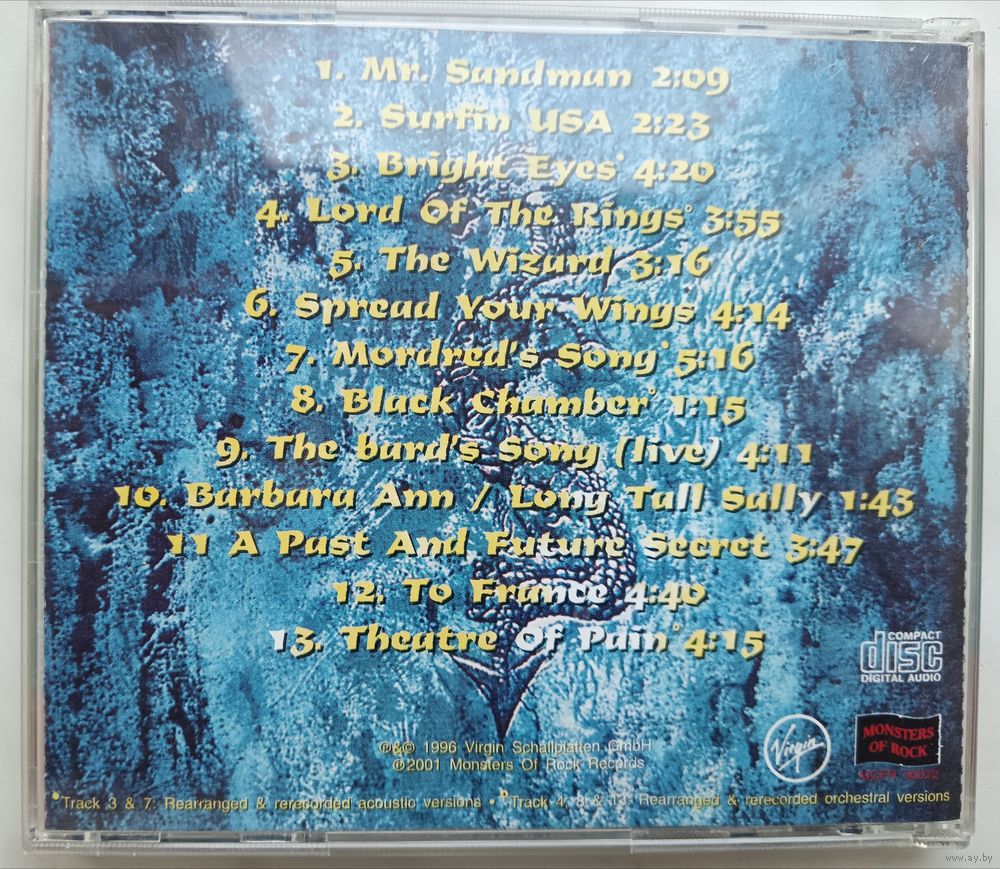 1. Mr. Sandman 2:09
2. Surfin USA 2:23
3. Bright Eyes* 4:20
4. Lord Of The Rings° 3:55
5. The Wizard 3:16
6. Spread Your Wings 4:14
7. Mordred's Song* 5:16
8. Black Chamber° 1:15
9. The bard's Song (live) 4:11
10. Barbara Ann / Long Tall Sally 1:43
11 A Past And Future Secret 3:47
12. To France 4:40
13. Theatre Of Pain° 4:15
COMPACT
disc
DIGITAL AUDIO
℗&© 1996 Virgin Schallplatten GmbH
℗2001 Monsters Of Rock Records
Virgin
MONSTERS
OF ROCK
*Track 3 & 7: Rearranged & rerecorded acoustic versions • °Track 4, 8 & 13: Rearranged & rerecorded orchestral versions
www.ay.by